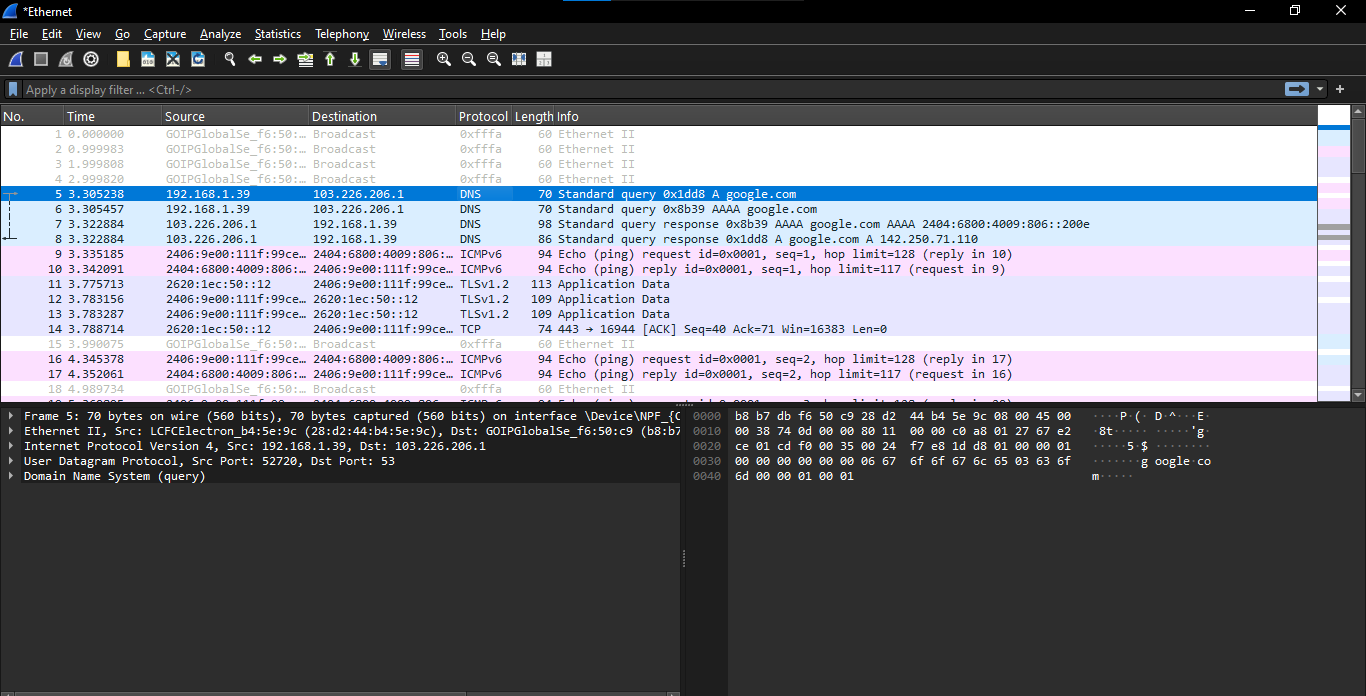 *Ethernet
File Edit View Go Capture Analyze Statistics Telephony Wireless Tools Help
Apply a display filter ... <Ctrl-/>
No. Time Source Destination Protocol Length Info
1 0.000000 GOIPGlobalSe_f6:50:… Broadcast 0xfffa 60 Ethernet II
2 0.999983 GOIPGlobalSe_f6:50:… Broadcast 0xfffa 60 Ethernet II
3 1.999808 GOIPGlobalSe_f6:50:… Broadcast 0xfffa 60 Ethernet II
4 2.999820 GOIPGlobalSe_f6:50:… Broadcast 0xfffa 60 Ethernet II
5 3.305238 192.168.1.39 103.226.206.1 DNS 70 Standard query 0x1dd8 A google.com
6 3.305457 192.168.1.39 103.226.206.1 DNS 70 Standard query 0x8b39 AAAA google.com
7 3.322884 103.226.206.1 192.168.1.39 DNS 98 Standard query response 0x8b39 AAAA google.com AAAA 2404:6800:4009:806::200e
8 3.322884 103.226.206.1 192.168.1.39 DNS 86 Standard query response 0x1dd8 A google.com A 142.250.71.110
9 3.335185 2406:9e00:111f:99ce… 2404:6800:4009:806:… ICMPv6 94 Echo (ping) request id=0x0001, seq=1, hop limit=128 (reply in 10)
10 3.342091 2404:6800:4009:806:… 2406:9e00:111f:99ce… ICMPv6 94 Echo (ping) reply id=0x0001, seq=1, hop limit=117 (request in 9)
11 3.775713 2620:1ec:50::12 2406:9e00:111f:99ce… TLSv1.2 113 Application Data
12 3.783156 2406:9e00:111f:99ce… 2620:1ec:50::12 TLSv1.2 109 Application Data
13 3.783287 2406:9e00:111f:99ce… 2620:1ec:50::12 TLSv1.2 109 Application Data
14 3.788714 2620:1ec:50::12 2406:9e00:111f:99ce… TCP 74 443 → 16944 [ACK] Seq=40 Ack=71 Win=16383 Len=0
15 3.990075 GOIPGlobalSe_f6:50:… Broadcast 0xfffa 60 Ethernet II
16 4.345378 2406:9e00:111f:99ce… 2404:6800:4009:806:… ICMPv6 94 Echo (ping) request id=0x0001, seq=2, hop limit=128 (reply in 17)
17 4.352061 2404:6800:4009:806:… 2406:9e00:111f:99ce… ICMPv6 94 Echo (ping) reply id=0x0001, seq=2, hop limit=117 (request in 16)
18 4.989734 GOIPGlobalSe_f6:50:… Broadcast 0xfffa 60 Ethernet II
Frame 5: 70 bytes on wire (560 bits), 70 bytes captured (560 bits) on interface \Device\NPF_{C
Ethernet II, Src: LCFCElectron_b4:5e:9c (28:d2:44:b4:5e:9c), Dst: GOIPGlobalSe_f6:50:c9 (b8:b7
Internet Protocol Version 4, Src: 192.168.1.39, Dst: 103.226.206.1
User Datagram Protocol, Src Port: 52720, Dst Port: 53
Domain Name System (query)
0000 b8 b7 db f6 50 c9 28 d2 44 b4 5e 9c 08 00 45 00 ····P·(· D·^···E·
0010 00 38 74 0d 00 00 80 11 00 00 c0 a8 01 27 67 e2 ·8t····· ·····'g·
0020 ce 01 cd f0 00 35 00 24 f7 e8 1d d8 01 00 00 01 ·····5·$ ········
0030 00 00 00 00 00 00 06 67 6f 6f 67 6c 65 03 63 6f ·······g oogle·co
0040 6d 00 00 01 00 01 m·····